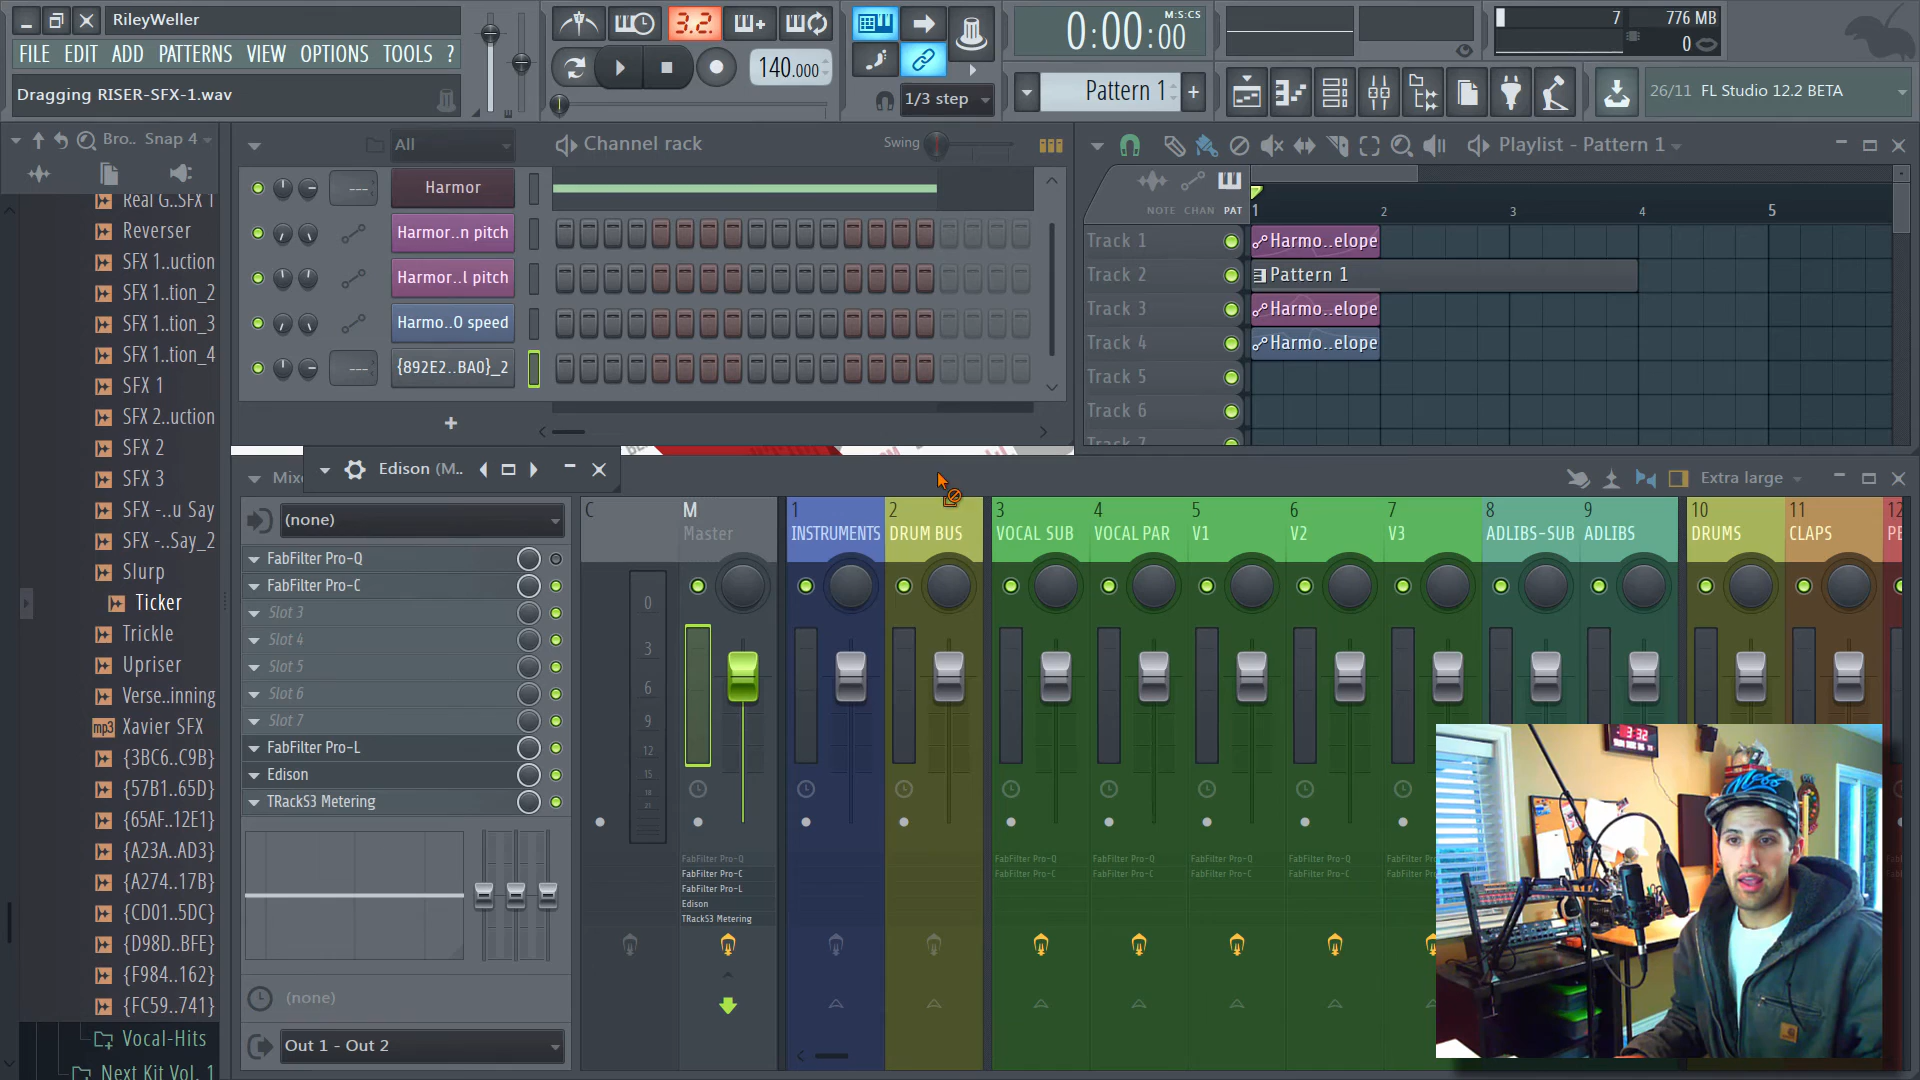 RileyWeller
FILE EDIT ADD PATTERNS VIEW OPTIONS TOOLS ?
Dragging RISER-SFX-1.wav
3.2.
140.000
0:00:00
M:S:CS
1/3 step
Pattern 1
7
776 MB
0
26/11 FL Studio 12.2 BETA
Bro.. Snap 4
All
Channel rack
Swing
Playlist - Pattern 1
Real G..SFX 1
Reverser
SFX 1..uction
SFX 1..tion_2
SFX 1..tion_3
SFX 1..tion_4
SFX 1
SFX 2..uction
SFX 2
SFX 3
SFX -..u Say
SFX -..Say_2
Slurp
Ticker
Trickle
Upriser
Verse..inning
mp3 Xavier SFX
{3BC6..C9B}
{57B1..65D}
{65AF..12E1}
{A23A..AD3}
{A274..17B}
{CD01..5DC}
{D98D..BFE}
{F984..162}
{FC59..741}
Vocal-Hits
Next Kit Vol. 1
--- Harmor
Harmor..n pitch
Harmor..l pitch
Harmo..O speed
--- {892E2..BA0}_2
NOTE CHAN PAT
1 2 3 4 5
Track 1 Harmo..elope
Track 2 Pattern 1
Track 3 Harmo..elope
Track 4 Harmo..elope
Track 5
Track 6
Track 7
Mixe
Edison (M..
Extra large
(none)
FabFilter Pro-Q
FabFilter Pro-C
Slot 3
Slot 4
Slot 5
Slot 6
Slot 7
FabFilter Pro-L
Edison
TRackS3 Metering
(none)
Out 1 - Out 2
C M 1 2 3 4 5 6 7 8 9 10 11 12
Master INSTRUMENTS DRUM BUS VOCAL SUB VOCAL PAR V1 V2 V3 ADLIBS-SUB ADLIBS DRUMS CLAPS PE
0
3
6
9
12
15
18
21
FabFilter Pro-Q
FabFilter Pro-C
FabFilter Pro-L
Edison
TRackS3 Metering
FabFilter Pro-Q
FabFilter Pro-C
FabFilter Pro-Q
FabFilter Pro-C
FabFilter Pro-Q
FabFilter Pro-C
FabFilter Pro-Q
FabFilter Pro-C
FabFilter Pro-Q
FabFilter Pro-C
3:32